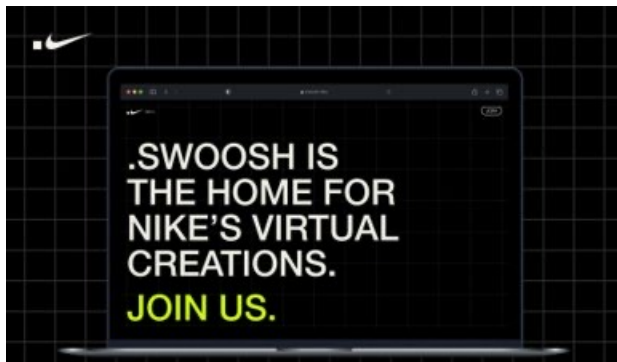 .SWOOSH IS
THE HOME FOR
NIKE'S VIRTUAL
CREATIONS.
JOIN US.